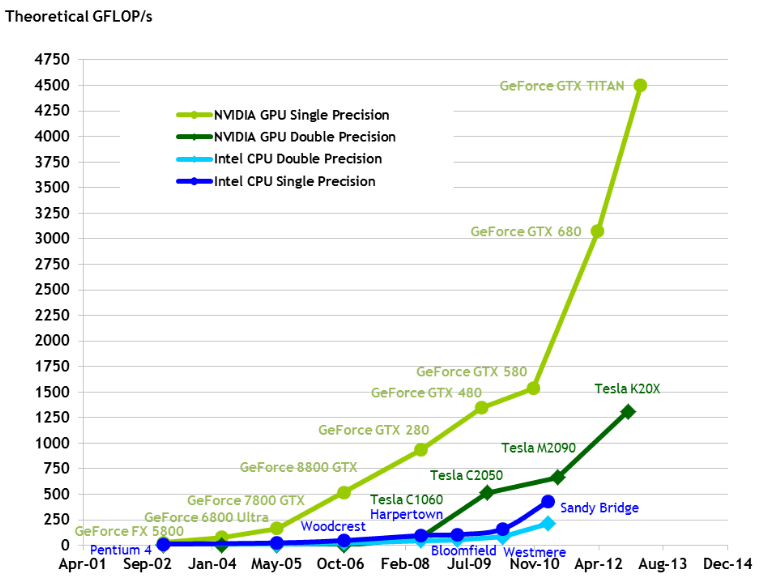 Theoretical GFLOP/s
4750
4500
4250
4000
3750
3500
3250
3000
2750
2500
2250
2000
1750
1500
1250
1000
750
500
250
0
NVIDIA GPU Single Precision
NVIDIA GPU Double Precision
Intel CPU Double Precision
Intel CPU Single Precision
GeForce GTX TITAN
GeForce GTX 680
GeForce GTX 580
GeForce GTX 480
GeForce GTX 280
GeForce 8800 GTX
GeForce 7800 GTX
GeForce 6800 Ultra
GeForce FX 5800
Tesla K20X
Tesla M2090
Tesla C2050
Tesla C1060
Harpertown
Woodcrest
Pentium 4
Bloomfield
Westmere
Sandy Bridge
Apr-01 Sep-02 Jan-04 May-05 Oct-06 Feb-08 Jul-09 Nov-10 Apr-12 Aug-13 Dec-14